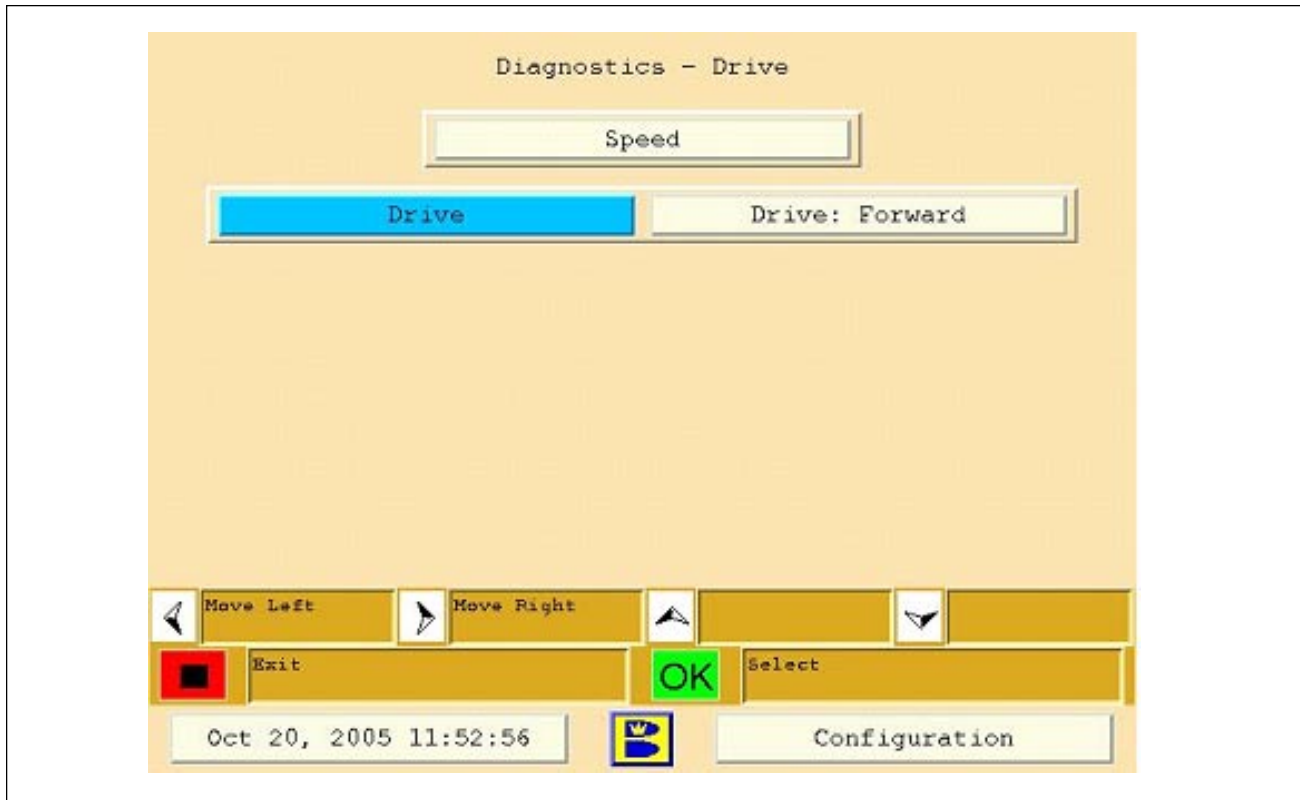 Diagnostics - Drive
Speed
Drive Drive: Forward
Move Left Move Right
Exit OK Select
Oct 20, 2005 11:52:56 Configuration